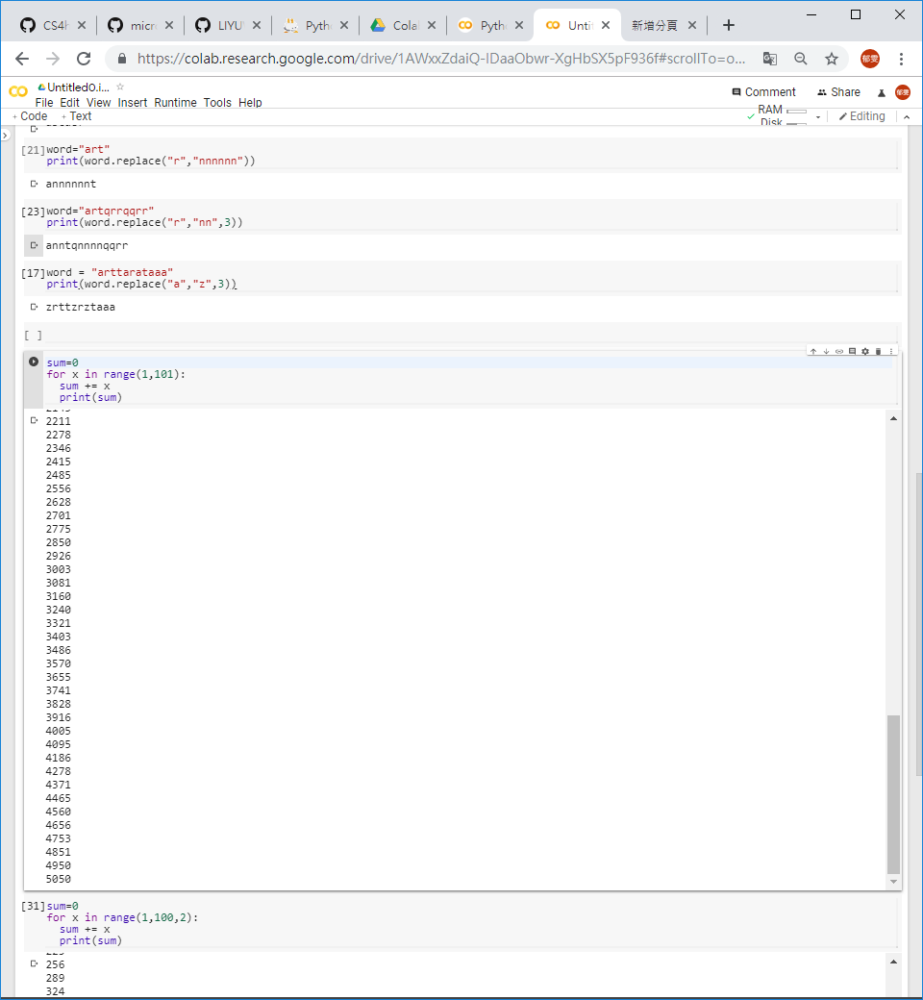 CS4h
micr
LIYU
Pyth
Cola
Pyth
Unti
新增分頁
https://colab.research.google.com/drive/1AWxxZdaiQ-IDaaObwr-XgHbSX5pF936f#scrollTo=o...
郁雯
Untitled0.i...
File Edit View Insert Runtime Tools Help
Comment
Share
郁雯
+ Code + Text
RAM
Disk
Editing
[21] word="art"
print(word.replace("r","nnnnnn"))
annnnnnt
[23] word="artqrrqqrr"
print(word.replace("r","nn",3))
anntqnnnnqqrr
[17] word = "arttarataaa"
print(word.replace("a","z",3))
zrttzrztaaa
[ ]
sum=0
for x in range(1,101):
sum += x
print(sum)
2211
2278
2346
2415
2485
2556
2628
2701
2775
2850
2926
3003
3081
3160
3240
3321
3403
3486
3570
3655
3741
3828
3916
4005
4095
4186
4278
4371
4465
4560
4656
4753
4851
4950
5050
[31] sum=0
for x in range(1,100,2):
sum += x
print(sum)
256
289
324